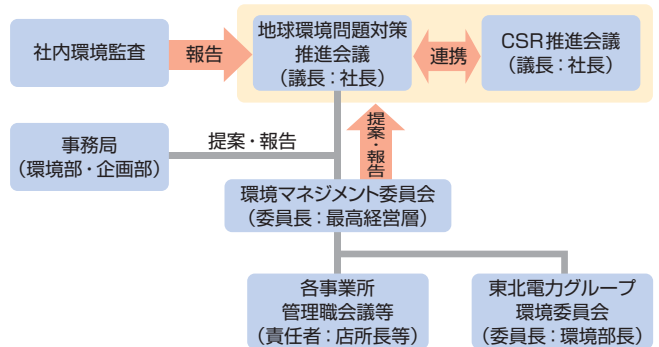 社内環境監査
報告
地球環境問題対策
推進会議
(議長:社長)
連携
CSR推進会議
(議長:社長)
事務局
(環境部・企画部)
提案・報告
提案・報告
環境マネジメント委員会
(委員長:最高経営層)
各事業所
管理職会議等
(責任者:店所長等)
東北電力グループ
環境委員会
(委員長:環境部長)